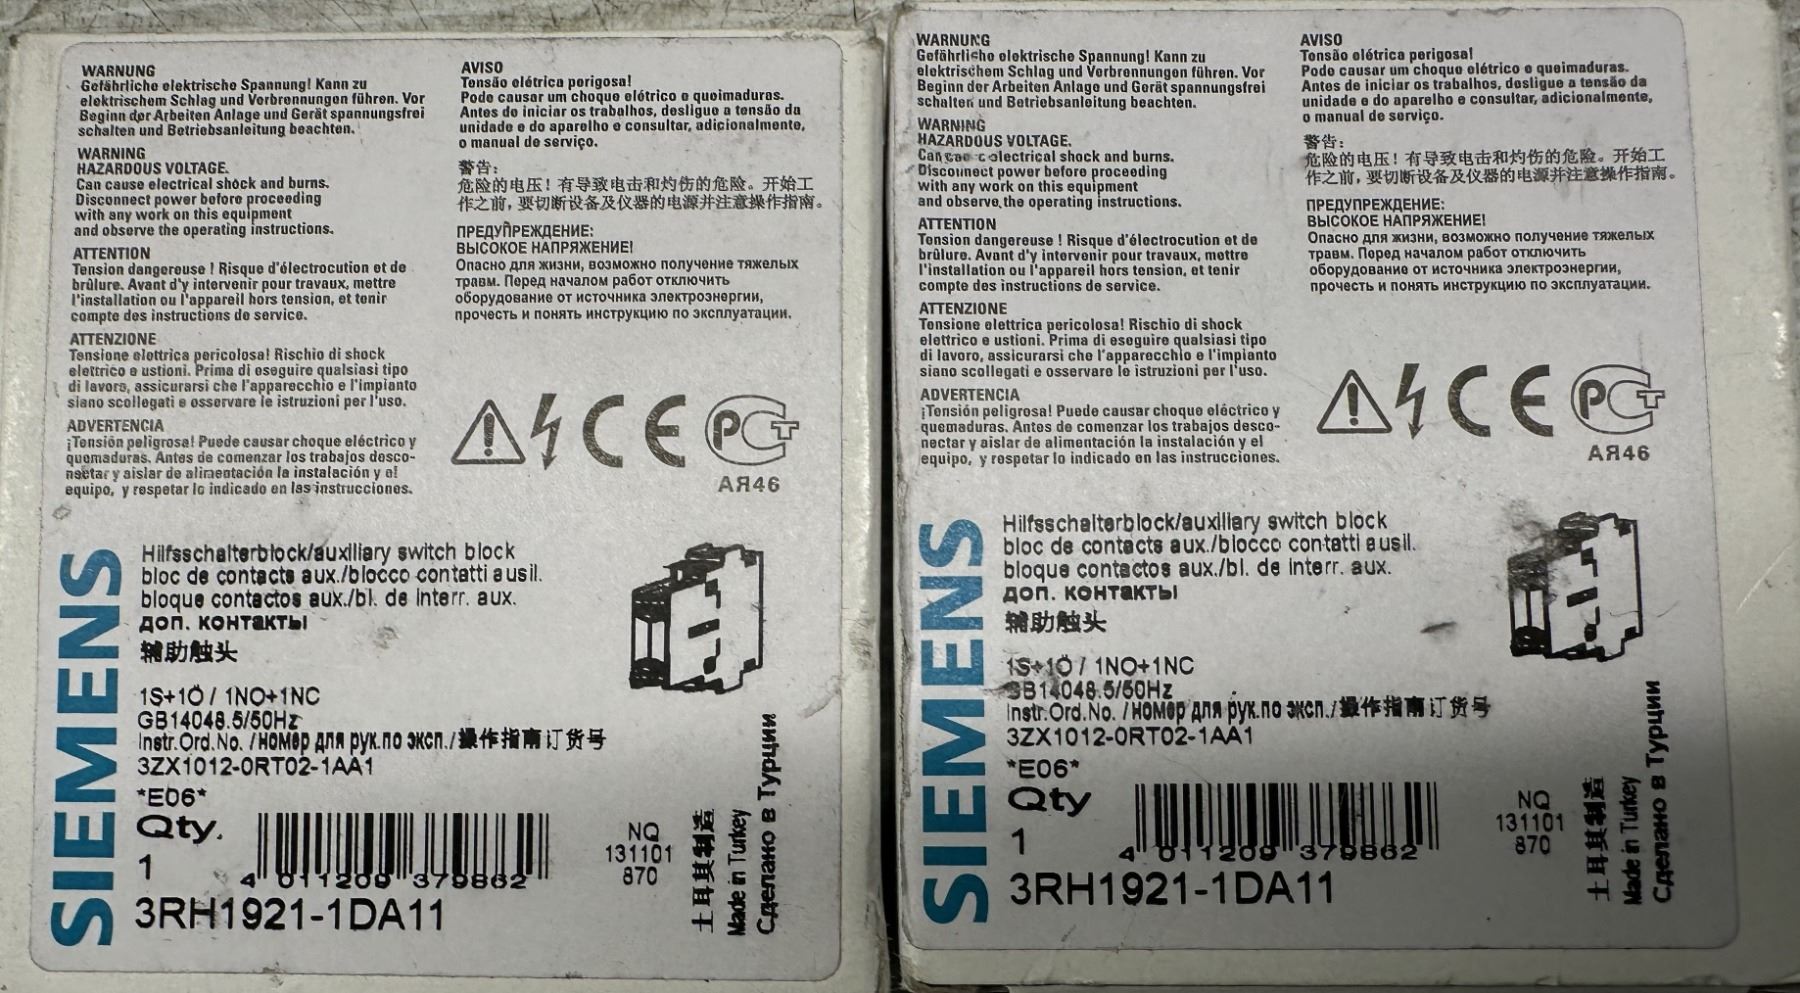 WARNUNG
Gefährliche elektrische Spannung! Kann zu
elektrischem Schlag und Verbrennungen führen. Vor
Beginn der Arbeiten Anlage und Gerät spannungsfrei
schalten und Betriebsanleitung beachten.
WARNING
HAZARDOUS VOLTAGE.
Can cause electrical shock and burns.
Disconnect power before proceeding
with any work on this equipment
and observe the operating instructions.
ATTENTION
Tension dangereuse ! Risque d'électrocution et de
brûlure. Avant d'y intervenir pour travaux, mettre
l'installation ou l'appareil hors tension, et tenir
compte des instructions de service.
ATTENZIONE
Tensione elettrica pericolosa! Rischio di shock
elettrico e ustioni. Prima di eseguire qualsiasi tipo
di lavoro, assicurarsi che l'apparecchio e l'impianto
siano scollegati e osservare le istruzioni per l'uso.
ADVERTENCIA
¡Tensión peligrosa! Puede causar choque eléctrico y
quemaduras. Antes de comenzar los trabajos desco-
nectar y aislar de alimentación la instalación y el
equipo, y respetar lo indicado en las instrucciones.
AVISO
Tensão elétrica perigosa!
Pode causar um choque elétrico e queimaduras.
Antes de iniciar os trabalhos, desligue a tensão da
unidade e do aparelho e consultar, adicionalmente,
o manual de serviço.
警告:
危险的电压! 有导致电击和灼伤的危险。开始工
作之前, 要切断设备及仪器的电源并注意操作指南。
ПРЕДУПРЕЖДЕНИЕ:
ВЫСОКОЕ НАПРЯЖЕНИЕ!
Опасно для жизни, возможно получение тяжелых
травм. Перед началом работ отключить
оборудование от источника электроэнергии,
прочесть и понять инструкцию по эксплуатации.
CE PCT
АЯ46
SIEMENS
Hilfsschalterblock/auxiliary switch block
bloc de contacts aux./blocco contatti ausil.
bloque contactos aux./bl. de interr. aux.
доп. контакты
辅助触头
1S+1Ö / 1NO+1NC
GB14048.5/50Hz
Instr.Ord.No. /номер для рук.по эксп./操作指南订货号
3ZX1012-0RT02-1AA1
*E06*
Qty.
1
4 011209 379862
3RH1921-1DA11
NQ
131101
870
土耳其制造
Made in Turkey
Сделано в Турции
WARNUNG
Gefährliche elektrische Spannung! Kann zu
elektrischem Schlag und Verbrennungen führen. Vor
Beginn der Arbeiten Anlage und Gerät spannungsfrei
schalten und Betriebsanleitung beachten.
WARNING
HAZARDOUS VOLTAGE.
Can cause electrical shock and burns.
Disconnect power before proceeding
with any work on this equipment
and observe the operating instructions.
ATTENTION
Tension dangereuse ! Risque d'électrocution et de
brûlure. Avant d'y intervenir pour travaux, mettre
l'installation ou l'appareil hors tension, et tenir
compte des instructions de service.
ATTENZIONE
Tensione elettrica pericolosa! Rischio di shock
elettrico e ustioni. Prima di eseguire qualsiasi tipo
di lavoro, assicurarsi che l'apparecchio e l'impianto
siano scollegati e osservare le istruzioni per l'uso.
ADVERTENCIA
¡Tensión peligrosa! Puede causar choque eléctrico y
quemaduras. Antes de comenzar los trabajos desco-
nectar y aislar de alimentación la instalación y el
equipo, y respetar lo indicado en las instrucciones.
AVISO
Tensão elétrica perigosa!
Pode causar um choque elétrico e queimaduras.
Antes de iniciar os trabalhos, desligue a tensão da
unidade e do aparelho e consultar, adicionalmente,
o manual de serviço.
警告:
危险的电压! 有导致电击和灼伤的危险。开始工
作之前, 要切断设备及仪器的电源并注意操作指南。
ПРЕДУПРЕЖДЕНИЕ:
ВЫСОКОЕ НАПРЯЖЕНИЕ!
Опасно для жизни, возможно получение тяжелых
травм. Перед началом работ отключить
оборудование от источника электроэнергии,
прочесть и понять инструкцию по эксплуатации.
CE PCT
АЯ46
SIEMENS
Hilfsschalterblock/auxiliary switch block
bloc de contacts aux./blocco contatti ausil.
bloque contactos aux./bl. de interr. aux.
доп. контакты
辅助触头
1S+1Ö / 1NO+1NC
GB14048.5/50Hz
Instr.Ord.No. /номер для рук.по эксп./操作指南订货号
3ZX1012-0RT02-1AA1
*E06*
Qty
1
4 011209 379862
3RH1921-1DA11
NQ
131101
870
土耳其制造
Made in Turkey
Сделано в Турции